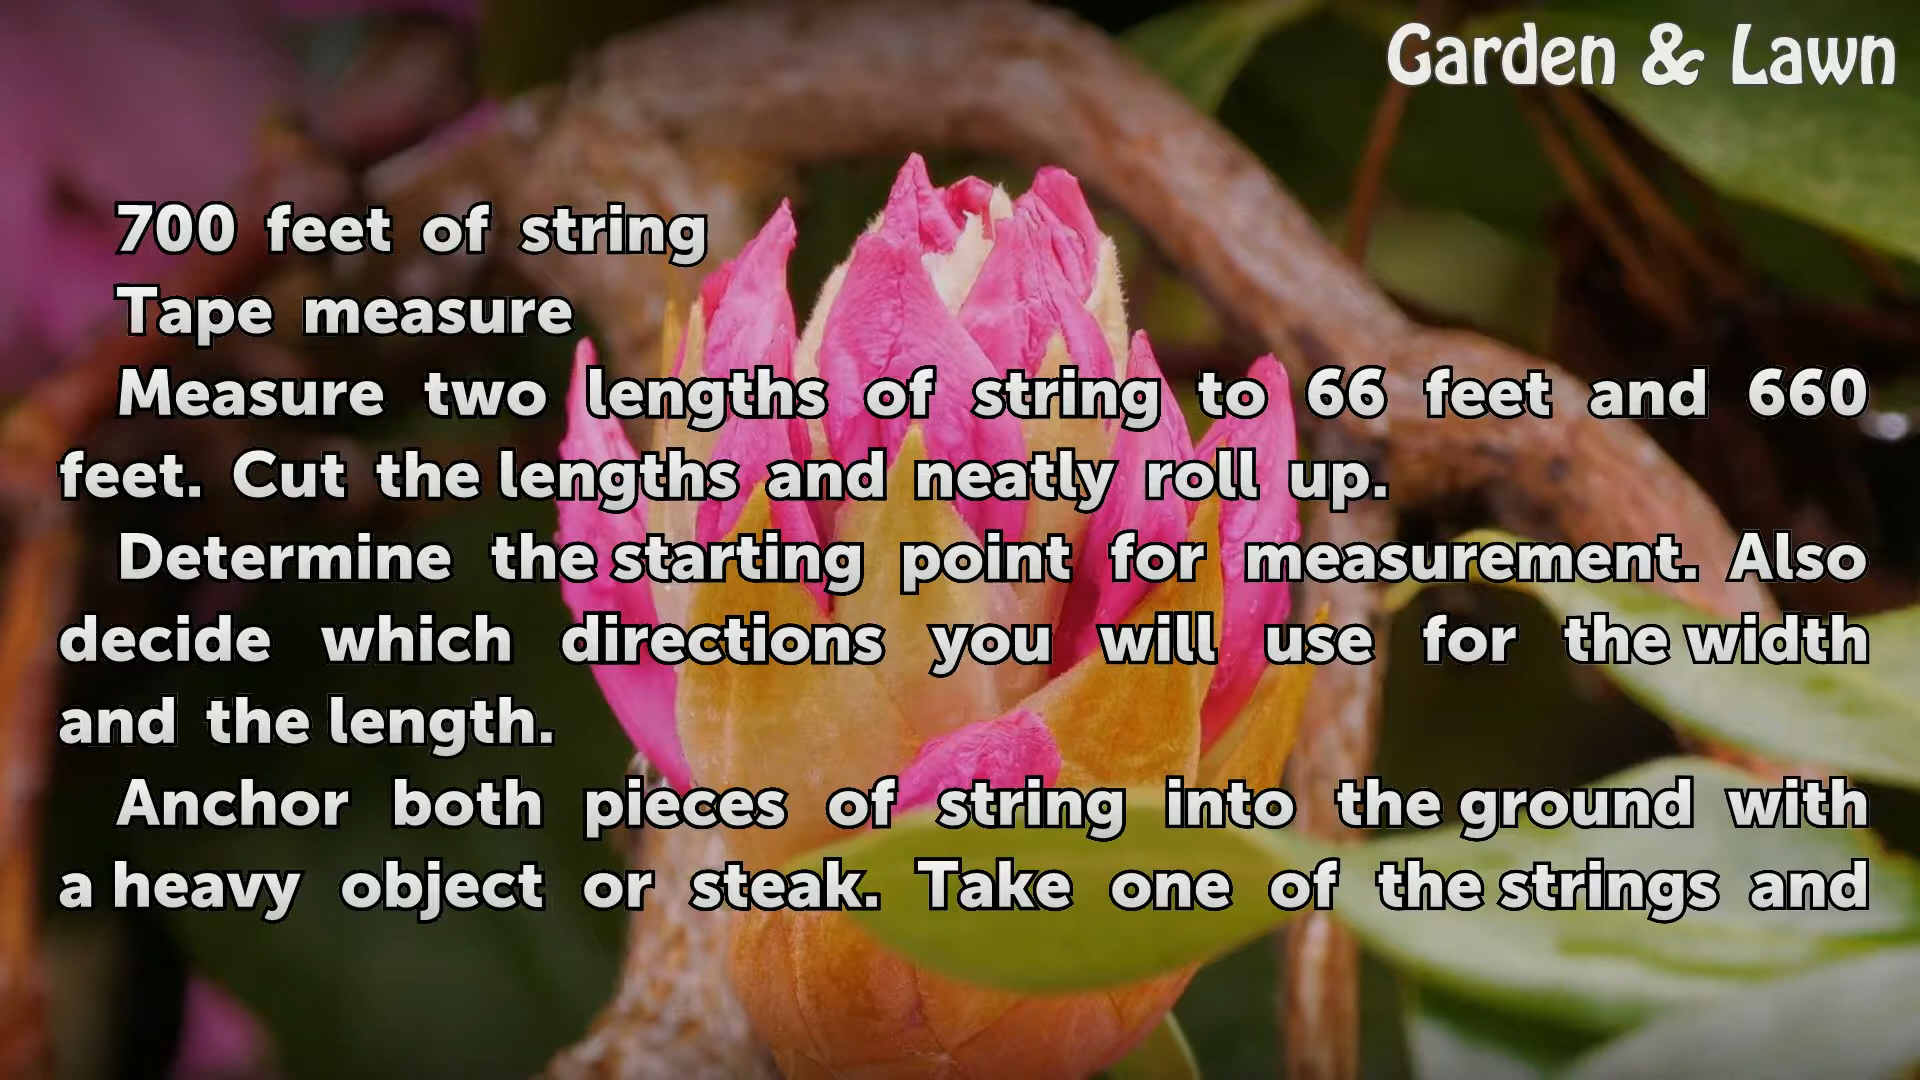 Garden & Lawn
700 feet of string
Tape measure
Measure two lengths of string to 66 feet and 660
feet. Cut the lengths and neatly roll up.
Determine the starting point for measurement. Also
decide which directions you will use for the width
and the length.
Anchor both pieces of string into the ground with
a heavy object or steak. Take one of the strings and